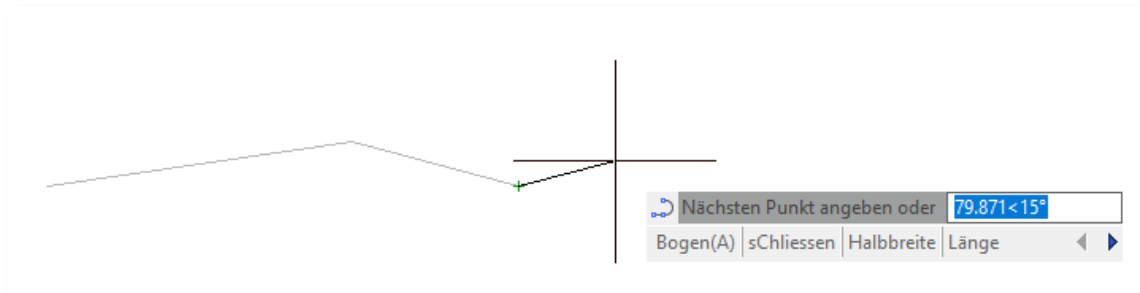 Nächsten Punkt angeben oder 79.871<15°
Bogen(A) sChliessen Halbbreite Länge